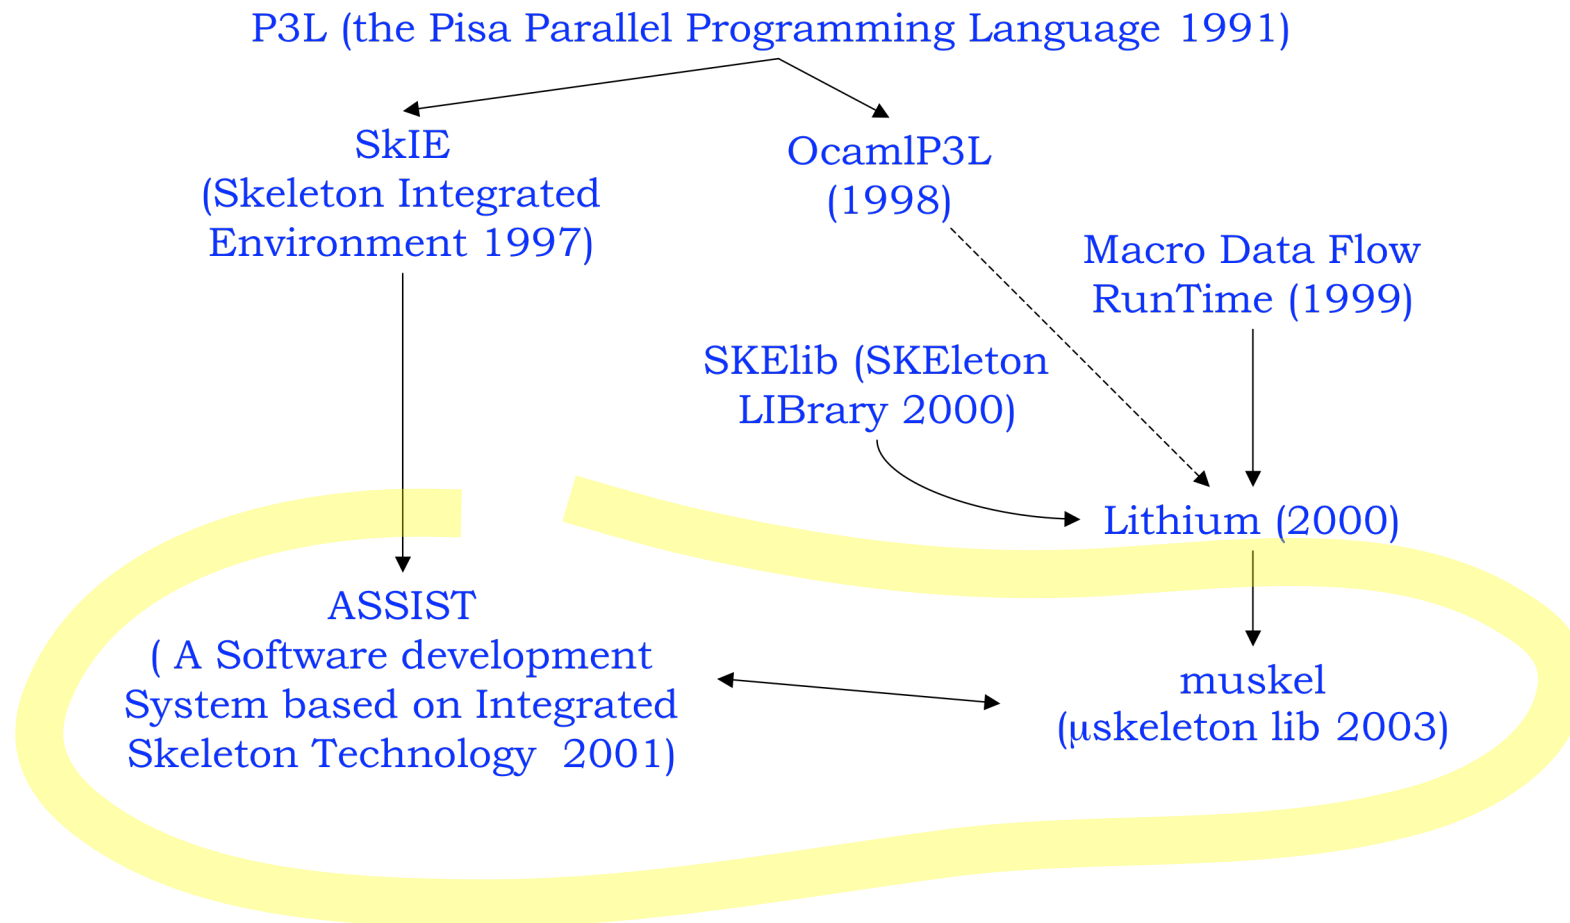 P3L (the Pisa Parallel Programming Language 1991)
SkIE
(Skeleton Integrated
Environment 1997)
OcamlP3L
(1998)
Macro Data Flow
RunTime (1999)
SKElib (SKEleton
LIBrary 2000)
Lithium (2000)
ASSIST
( A Software development
System based on Integrated
Skeleton Technology  2001)
muskel
(μskeleton lib 2003)